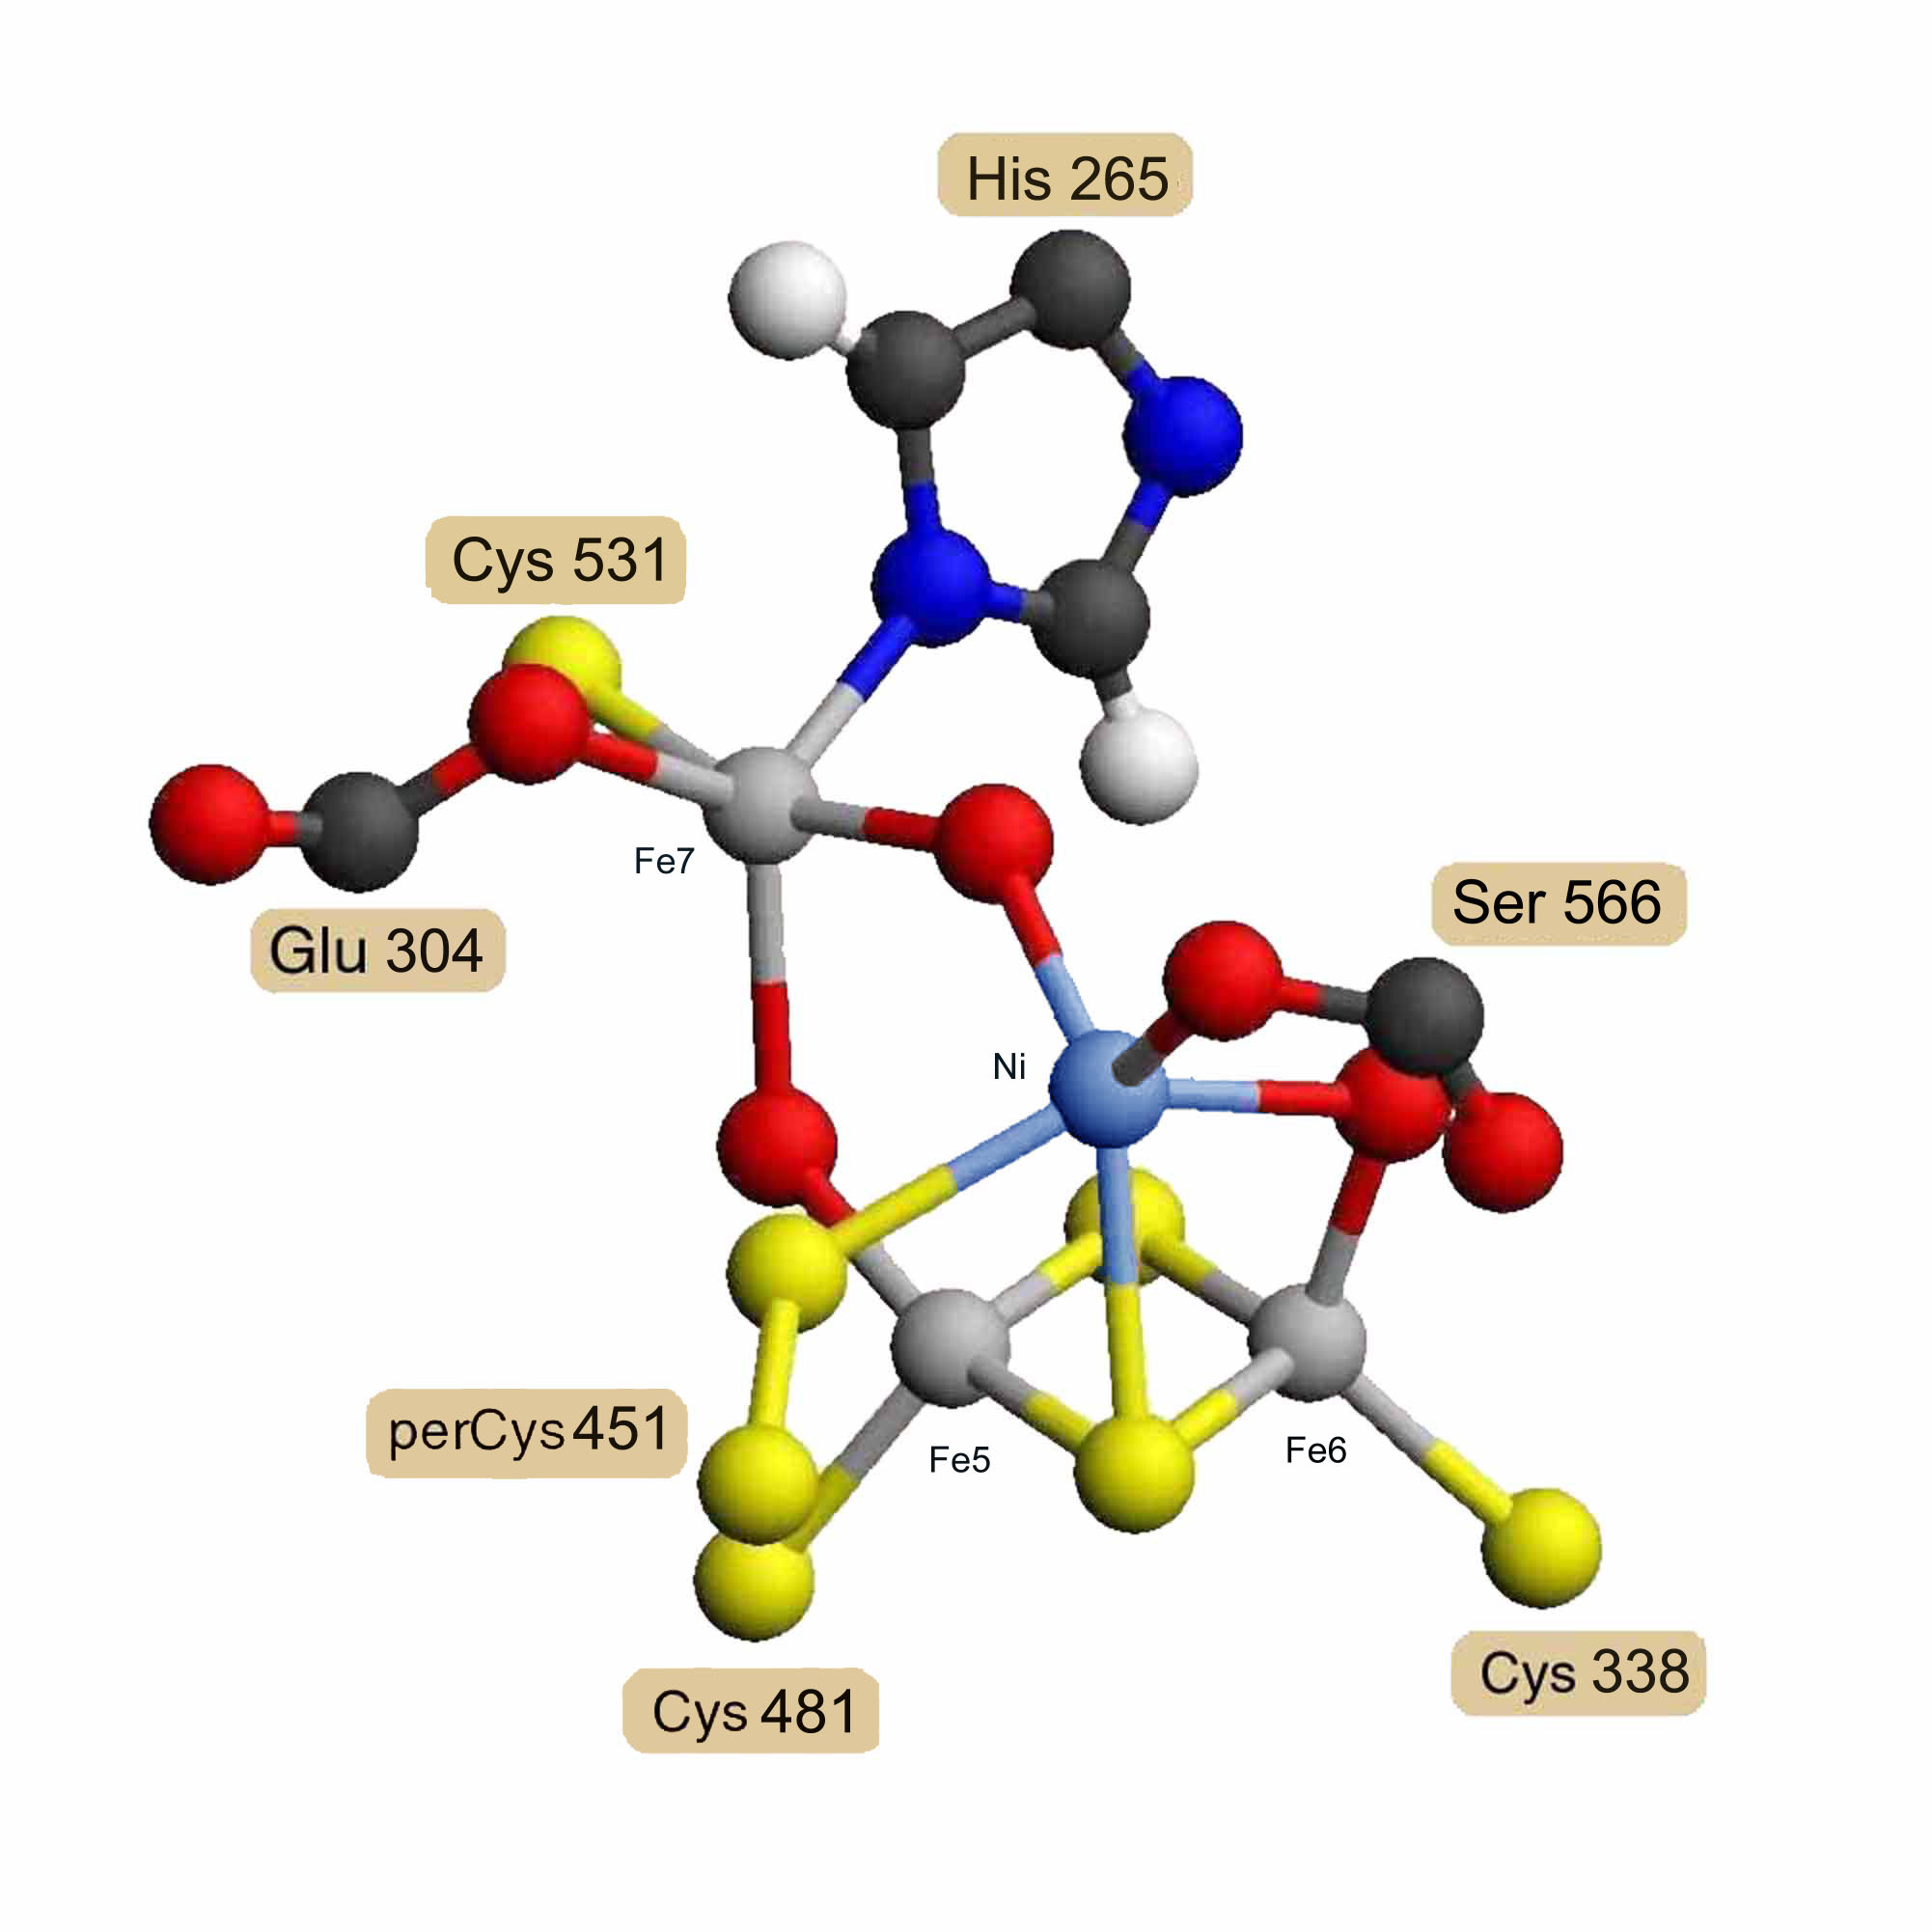 His 265
Cys 531
Fe7
Ser 566
Glu 304
Ni
perCys 451
Fe5
Fe6
Cys 338
Cys 481